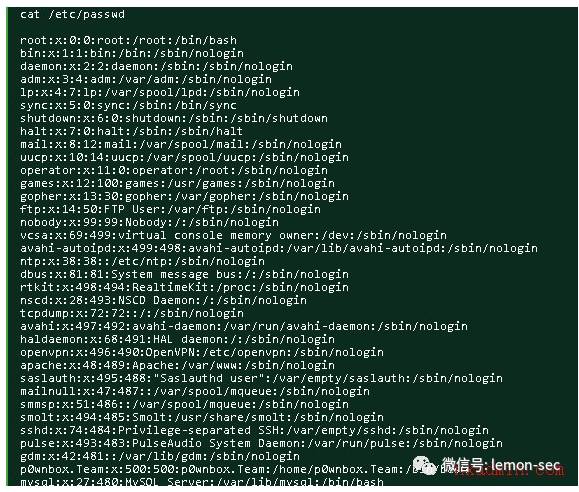 cat /etc/passwd
root:x:0:0:root:/root:/bin/bash
bin:x:1:1:bin:/bin:/sbin/nologin
daemon:x:2:2:daemon:/sbin:/sbin/nologin
adm:x:3:4:adm:/var/adm:/sbin/nologin
lp:x:4:7:lp:/var/spool/lpd:/sbin/nologin
sync:x:5:0:sync:/sbin:/bin/sync
shutdown:x:6:0:shutdown:/sbin:/sbin/shutdown
halt:x:7:0:halt:/sbin:/sbin/halt
mail:x:8:12:mail:/var/spool/mail:/sbin/nologin
uucp:x:10:14:uucp:/var/spool/uucp:/sbin/nologin
operator:x:11:0:operator:/root:/sbin/nologin
games:x:12:100:games:/usr/games:/sbin/nologin
gopher:x:13:30:gopher:/var/gopher:/sbin/nologin
ftp:x:14:50:FTP User:/var/ftp:/sbin/nologin
nobody:x:99:99:Nobody:/:/sbin/nologin
vcsa:x:69:499:virtual console memory owner:/dev:/sbin/nologin
avahi-autoipd:x:499:498:avahi-autoipd:/var/lib/avahi-autoipd:/sbin/nologin
ntp:x:38:38::/etc/ntp:/sbin/nologin
dbus:x:81:81:System message bus:/:/sbin/nologin
rtkit:x:498:494:RealtimeKit:/proc:/sbin/nologin
nscd:x:28:493:NSCD Daemon:/:/sbin/nologin
tcpdump:x:72:72::/:/sbin/nologin
avahi:x:497:492:avahi-daemon:/var/run/avahi-daemon:/sbin/nologin
haldaemon:x:68:491:HAL daemon:/:/sbin/nologin
openvpn:x:496:490:OpenVPN:/etc/openvpn:/sbin/nologin
apache:x:48:489:Apache:/var/www:/sbin/nologin
saslauth:x:495:488:"Saslauthd user":/var/empty/saslauth:/sbin/nologin
mailnull:x:47:487::/var/spool/mqueue:/sbin/nologin
smmsp:x:51:486::/var/spool/mqueue:/sbin/nologin
smolt:x:494:485:Smolt:/usr/share/smolt:/sbin/nologin
sshd:x:74:484:Privilege-separated SSH:/var/empty/sshd:/sbin/nologin
pulse:x:493:483:PulseAudio System Daemon:/var/run/pulse:/sbin/nologin
gdm:x:42:481::/var/lib/gdm:/sbin/nologin
p0wnbox.Team:x:500:500:p0wnbox.Team:/home/p0wnbox.Team:
微信号: lemon-sec
mysql:x:27:480:MySQL Server:/var/lib/mysql:/bin/bash